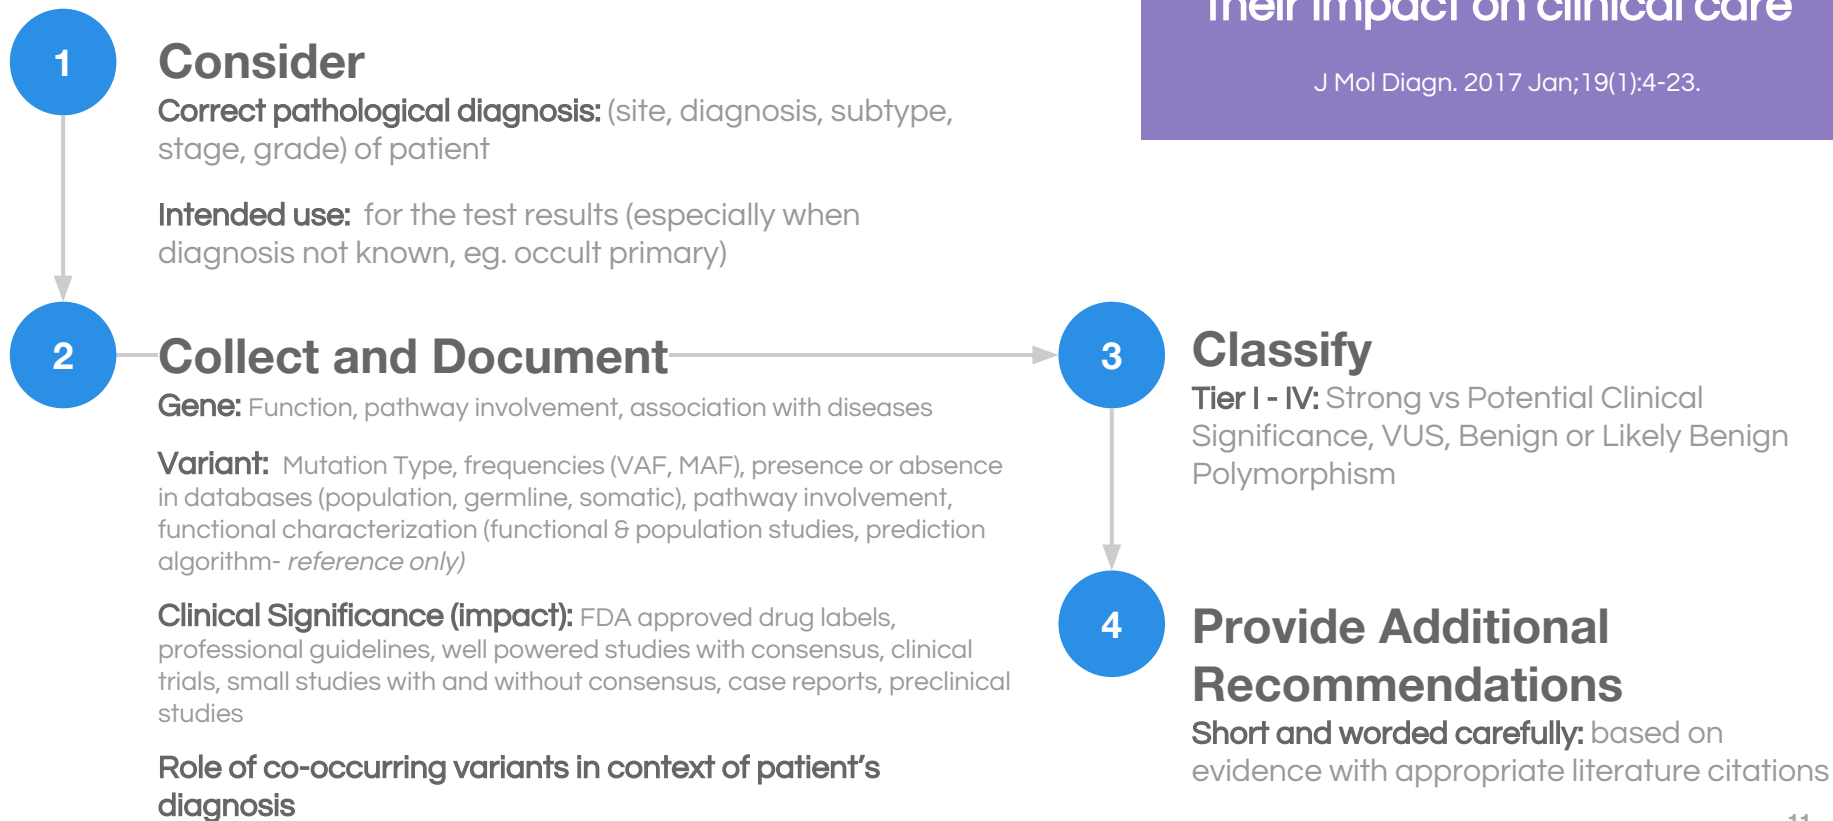 Their impact on clinical care
J Mol Diagn. 2017 Jan;19(1):4-23.
1
Consider
Correct pathological diagnosis: (site, diagnosis, subtype,
stage, grade) of patient
Intended use: for the test results (especially when
diagnosis not known, eg. occult primary)
2
Collect and Document
Gene: Function, pathway involvement, association with diseases
Variant: Mutation Type, frequencies (VAF, MAF), presence or absence
in databases (population, germline, somatic), pathway involvement,
functional characterization (functional & population studies, prediction
algorithm- reference only)
Clinical Significance (impact): FDA approved drug labels,
professional guidelines, well powered studies with consensus, clinical
trials, small studies with and without consensus, case reports, preclinical
studies
Role of co-occurring variants in context of patient's
diagnosis
3
Classify
Tier I - IV: Strong vs Potential Clinical
Significance, VUS, Benign or Likely Benign
Polymorphism
4
Provide Additional
Recommendations
Short and worded carefully: based on
evidence with appropriate literature citations
11